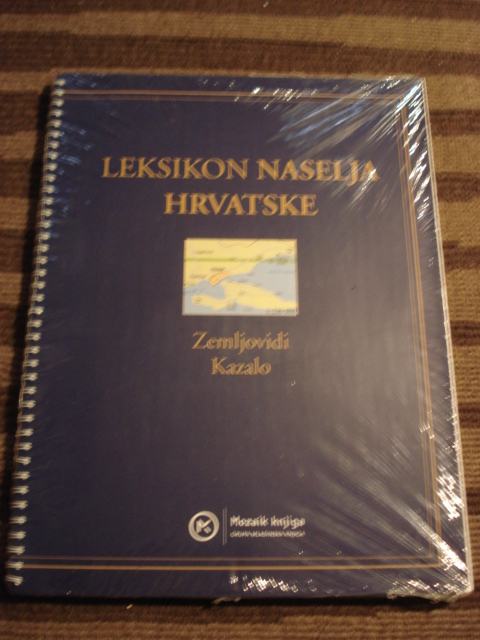 LEKSIKON NASELJA
HRVATSKE
Zemljovidi
Kazalo
Mozaik knjiga